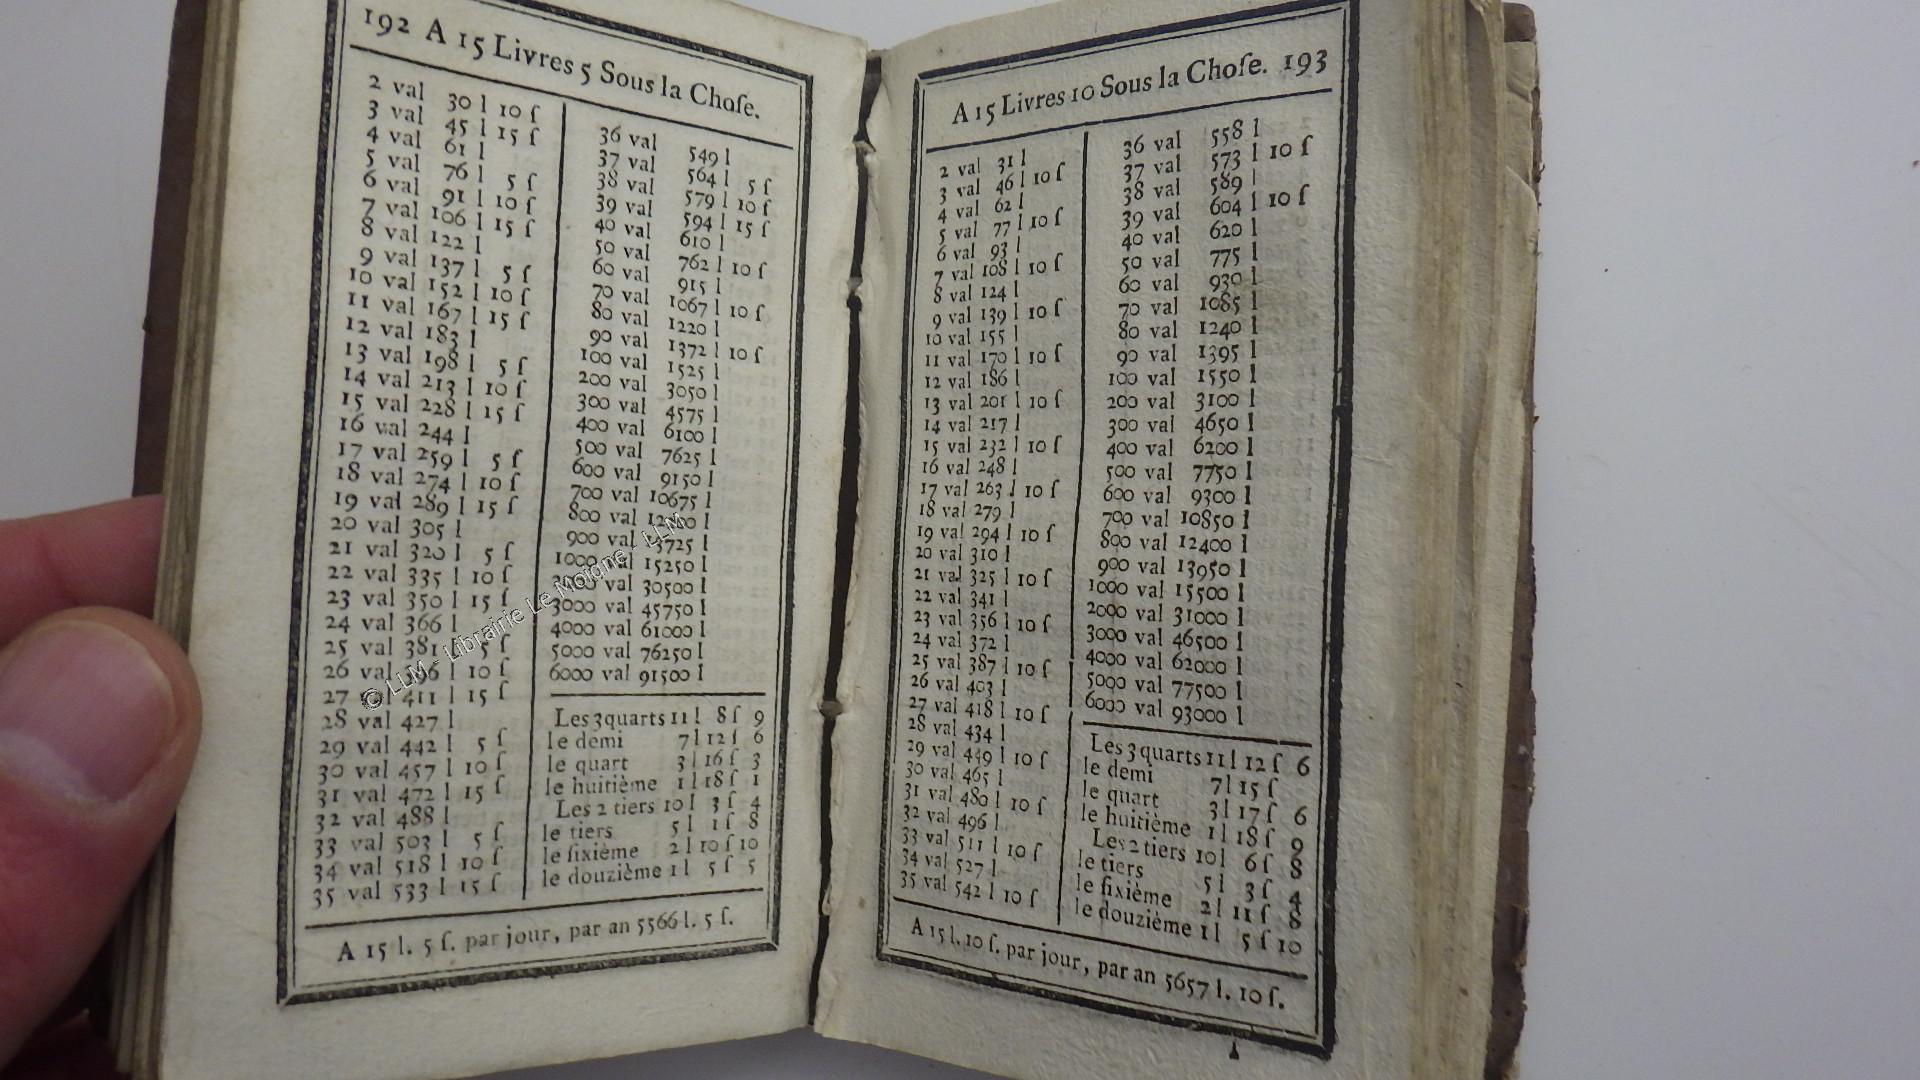 192 A 15 Livres 5 Sous la Choſe.
2 val 30 l 10 ſ
3 val 45 l 15 ſ
4 val 61 l
5 val 76 l 5 ſ
6 val 91 l 10 ſ
7 val 106 l 15 ſ
8 val 122 l
9 val 137 l 5 ſ
10 val 152 l 10 ſ
11 val 167 l 15 ſ
12 val 183 l
13 val 198 l 5 ſ
14 val 213 l 10 ſ
15 val 228 l 15 ſ
16 val 244 l
17 val 259 l 5 ſ
18 val 274 l 10 ſ
19 val 289 l 15 ſ
20 val 305 l
21 val 320 l 5 ſ
22 val 335 l 10 ſ
23 val 350 l 15 ſ
24 val 366 l
25 val 381 l 5 ſ
26 val 396 l 10 ſ
27 val 411 l 15 ſ
28 val 427 l
29 val 442 l 5 ſ
30 val 457 l 10 ſ
31 val 472 l 15 ſ
32 val 488 l
33 val 503 l 5 ſ
34 val 518 l 10 ſ
35 val 533 l 15 ſ
36 val 549 l
37 val 564 l 5 ſ
38 val 579 l 10 ſ
39 val 594 l 15 ſ
40 val 610 l
50 val 762 l 10 ſ
60 val 915 l
70 val 1067 l 10 ſ
80 val 1220 l
90 val 1372 l 10 ſ
100 val 1525 l
200 val 3050 l
300 val 4575 l
400 val 6100 l
500 val 7625 l
600 val 9150 l
700 val 10675 l
800 val 12200 l
900 val 13725 l
1000 val 15250 l
2000 val 30500 l
3000 val 45750 l
4000 val 61000 l
5000 val 76250 l
6000 val 91500 l
Les 3 quarts 11 l 8 ſ 9
le demi 7 l 12 ſ 6
le quart 3 l 16 ſ 3
le huitième 1 l 18 ſ 1
Les 2 tiers 10 l 3 ſ 4
le tiers 5 l 1 ſ 8
le ſixième 2 l 10 ſ 10
le douzième 1 l 5 ſ 5
A 15 l. 5 ſ. par jour, par an 5566 l. 5 ſ.
A 15 Livres 10 Sous la Choſe. 193
2 val 31 l
3 val 46 l 10 ſ
4 val 62 l
5 val 77 l 10 ſ
6 val 93 l
7 val 108 l 10 ſ
8 val 124 l
9 val 139 l 10 ſ
10 val 155 l
11 val 170 l 10 ſ
12 val 186 l
13 val 201 l 10 ſ
14 val 217 l
15 val 232 l 10 ſ
16 val 248 l
17 val 263 l 10 ſ
18 val 279 l
19 val 294 l 10 ſ
20 val 310 l
21 val 325 l 10 ſ
22 val 341 l
23 val 356 l 10 ſ
24 val 372 l
25 val 387 l 10 ſ
26 val 403 l
27 val 418 l 10 ſ
28 val 434 l
29 val 449 l 10 ſ
30 val 465 l
31 val 480 l 10 ſ
32 val 496 l
33 val 511 l 10 ſ
34 val 527 l
35 val 542 l 10 ſ
36 val 558 l
37 val 573 l 10 ſ
38 val 589 l
39 val 604 l 10 ſ
40 val 620 l
50 val 775 l
60 val 930 l
70 val 1085 l
80 val 1240 l
90 val 1395 l
100 val 1550 l
200 val 3100 l
300 val 4650 l
400 val 6200 l
500 val 7750 l
600 val 9300 l
700 val 10850 l
800 val 12400 l
900 val 13950 l
1000 val 15500 l
2000 val 31000 l
3000 val 46500 l
4000 val 62000 l
5000 val 77500 l
6000 val 93000 l
Les 3 quarts 11 l 12 ſ 6
le demi 7 l 15 ſ
le quart 3 l 17 ſ 6
le huitième 1 l 18 ſ 9
Les 2 tiers 10 l 6 ſ 8
le tiers 5 l 3 ſ 4
le ſixième 2 l 11 ſ 8
le douzième 1 l 5 ſ 10
A 15 l. 10 ſ. par jour, par an 5657 l. 10 ſ.
© LLM - Librairie Le Moigne - LLM